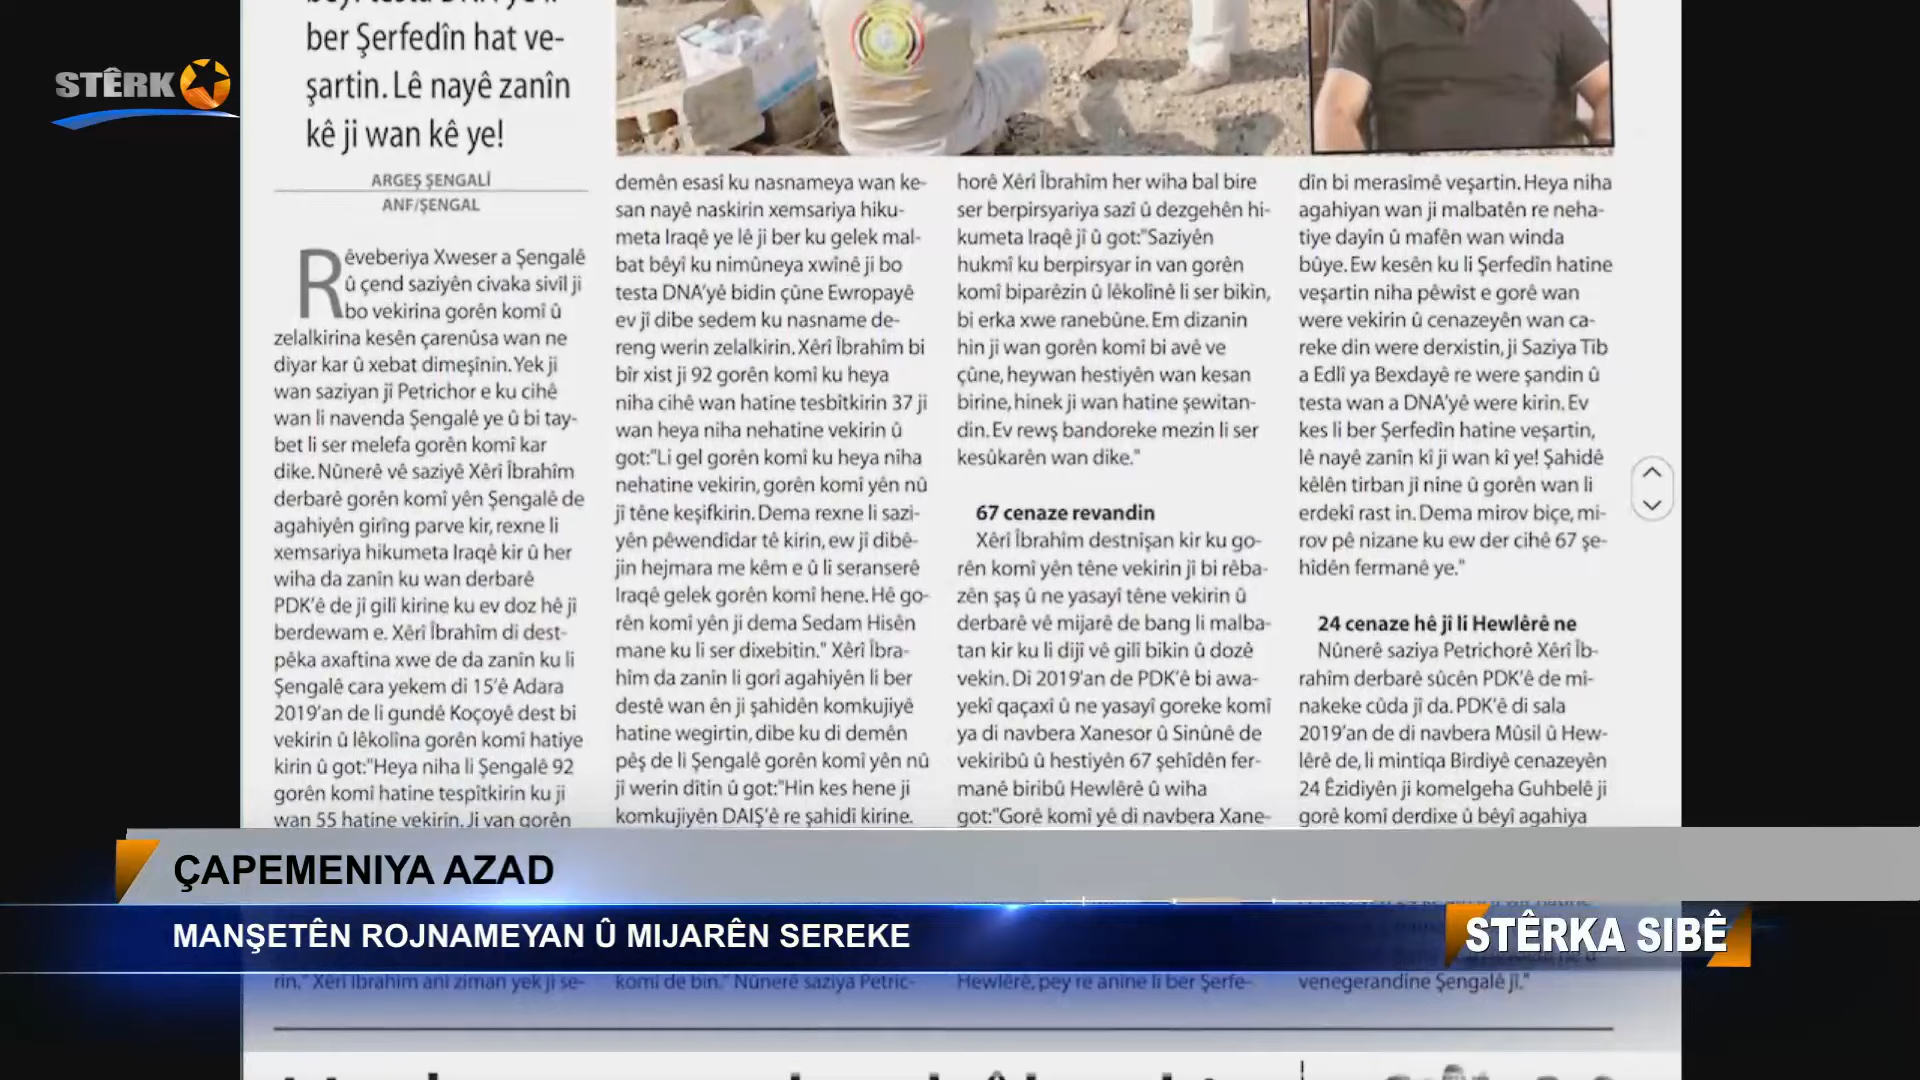 STÊRK
ber Şerfedîn hat ve-
şartin. Lê nayê zanîn
kê ji wan kê ye!
ARGEŞ ŞENGALÎ
ANF/ŞENGAL
Rêveberiya Xweser a Şengalê
û çend saziyên civaka sivîl ji
bo vekirina gorên komî û
zelalkirina kesên çarenûsa wan ne
diyar kar û xebat dimeşînin. Yek ji
wan saziyan jî Petrichor e ku cihê
wan li navenda Şengalê ye û bi tay-
bet li ser melefa gorên komî kar
dike. Nûnerê vê saziyê Xêrî Îbrahîm
derbarê gorên komî yên Şengalê de
agahiyên girîng parve kir, rexne li
xemsariya hikumeta Iraqê kir û her
wiha da zanîn ku wan derbarê
PDK'ê de jî gilî kirine ku ev doz hê jî
berdewam e. Xêrî Îbrahîm di dest-
pêka axaftina xwe de da zanîn ku li
Şengalê cara yekem di 15'ê Adara
2019'an de li gundê Koçoyê dest bi
vekirin û lêkolîna gorên komî hatiye
kirin û got:"Heya niha li Şengalê 92
gorên komî hatine tespîtkirin ku ji
wan 55 hatine vekirin. Ji van gorên
rin." Xêrî Îbrahîm anî ziman yek ji se-
demên esasî ku nasnameya wan ke-
san nayê naskirin xemsariya hiku-
meta Iraqê ye lê ji ber ku gelek mal-
bat bêyî ku nimûneya xwînê ji bo
testa DNA'yê bidin çûne Ewropayê
ev jî dibe sedem ku nasname de-
reng werin zelalkirin. Xêrî Îbrahîm bi
bîr xist ji 92 gorên komî ku heya
niha cihê wan hatine tesbîtkirin 37 ji
wan heya niha nehatine vekirin û
got:"Li gel gorên komî ku heya niha
nehatine vekirin, gorên komî yên nû
jî têne keşifkirin. Dema rexne li sazi-
yên pêwendîdar tê kirin, ew jî dibê-
jin hejmara me kêm e û li seranserê
Iraqê gelek gorên komî hene. Hê go-
rên komî yên ji dema Sedam Hisên
mane ku li ser dixebitin." Xêrî Îbra-
hîm da zanîn li gorî agahiyên li ber
destê wan ên ji şahidên komkujiyê
hatine wegirtin, dibe ku di demên
pêş de li Şengalê gorên komî yên nû
jî werin dîtin û got:"Hin kes hene ji
komkujiyên DAIŞ'ê re şahidî kirine.
komî de bin." Nûnerê saziya Petric-
horê Xêrî Îbrahîm her wiha bal bire
ser berpirsyariya sazî û dezgehên hi-
kumeta Iraqê jî û got:"Saziyên
hukmî ku berpirsyar in van gorên
komî biparêzin û lêkolînê li ser bikin,
bi erka xwe ranebûne. Em dizanin
hin ji wan gorên komî bi avê ve
çûne, heywan hestiyên wan kesan
birine, hinek ji wan hatine şewitan-
din. Ev rewş bandoreke mezin li ser
kesûkarên wan dike."
67 cenaze revandin
Xêrî Îbrahîm destnîşan kir ku go-
rên komî yên têne vekirin jî bi rêba-
zên şaş û ne yasayî têne vekirin û
derbarê vê mijarê de bang li malba-
tan kir ku li dijî vê gilî bikin û dozê
vekin. Di 2019'an de PDK'ê bi awa-
yekî qaçaxî û ne yasayî goreke komî
ya di navbera Xanesor û Sinûnê de
vekiribû û hestiyên 67 şehîdên fer-
manê biribû Hewlêrê û wiha
got:"Gorê komî yê di navbera Xane-
Hewlêrê, pey re anîne li ber Şerfe-
dîn bi merasîmê veşartin. Heya niha
agahiyan wan ji malbatên re neha-
tiye dayîn û mafên wan winda
bûye. Ew kesên ku li Şerfedîn hatine
veşartin niha pêwîst e gorê wan
were vekirin û cenazeyên wan ca-
reke din were derxistin, ji Saziya Tib
a Edlî ya Bexdayê re were şandin û
testa wan a DNA'yê were kirin. Ev
kes li ber Şerfedîn hatine veşartin,
lê nayê zanîn kî ji wan kî ye! Şahidê
kêlên tirban jî nîne û gorên wan li
erdekî rast in. Dema mirov biçe, mi-
rov pê nizane ku ew der cihê 67 şe-
hîdên fermanê ye."
24 cenaze hê jî li Hewlêrê ne
Nûnerê saziya Petrichorê Xêrî Îb-
rahîm derbarê sûcên PDK'ê de mî-
nakeke cûda jî da. PDK'ê di sala
2019'an de di navbera Mûsil û Hew-
lêrê de, li mintiqa Birdiyê cenazeyên
24 Êzidiyên ji komelgeha Guhbelê ji
gorê komî derdixe û bêyî agahiya
venegerandine Şengalê jî."
ÇAPEMENIYA AZAD
MANŞETÊN ROJNAMEYAN Û MIJARÊN SEREKE
STÊRKA SIBÊ